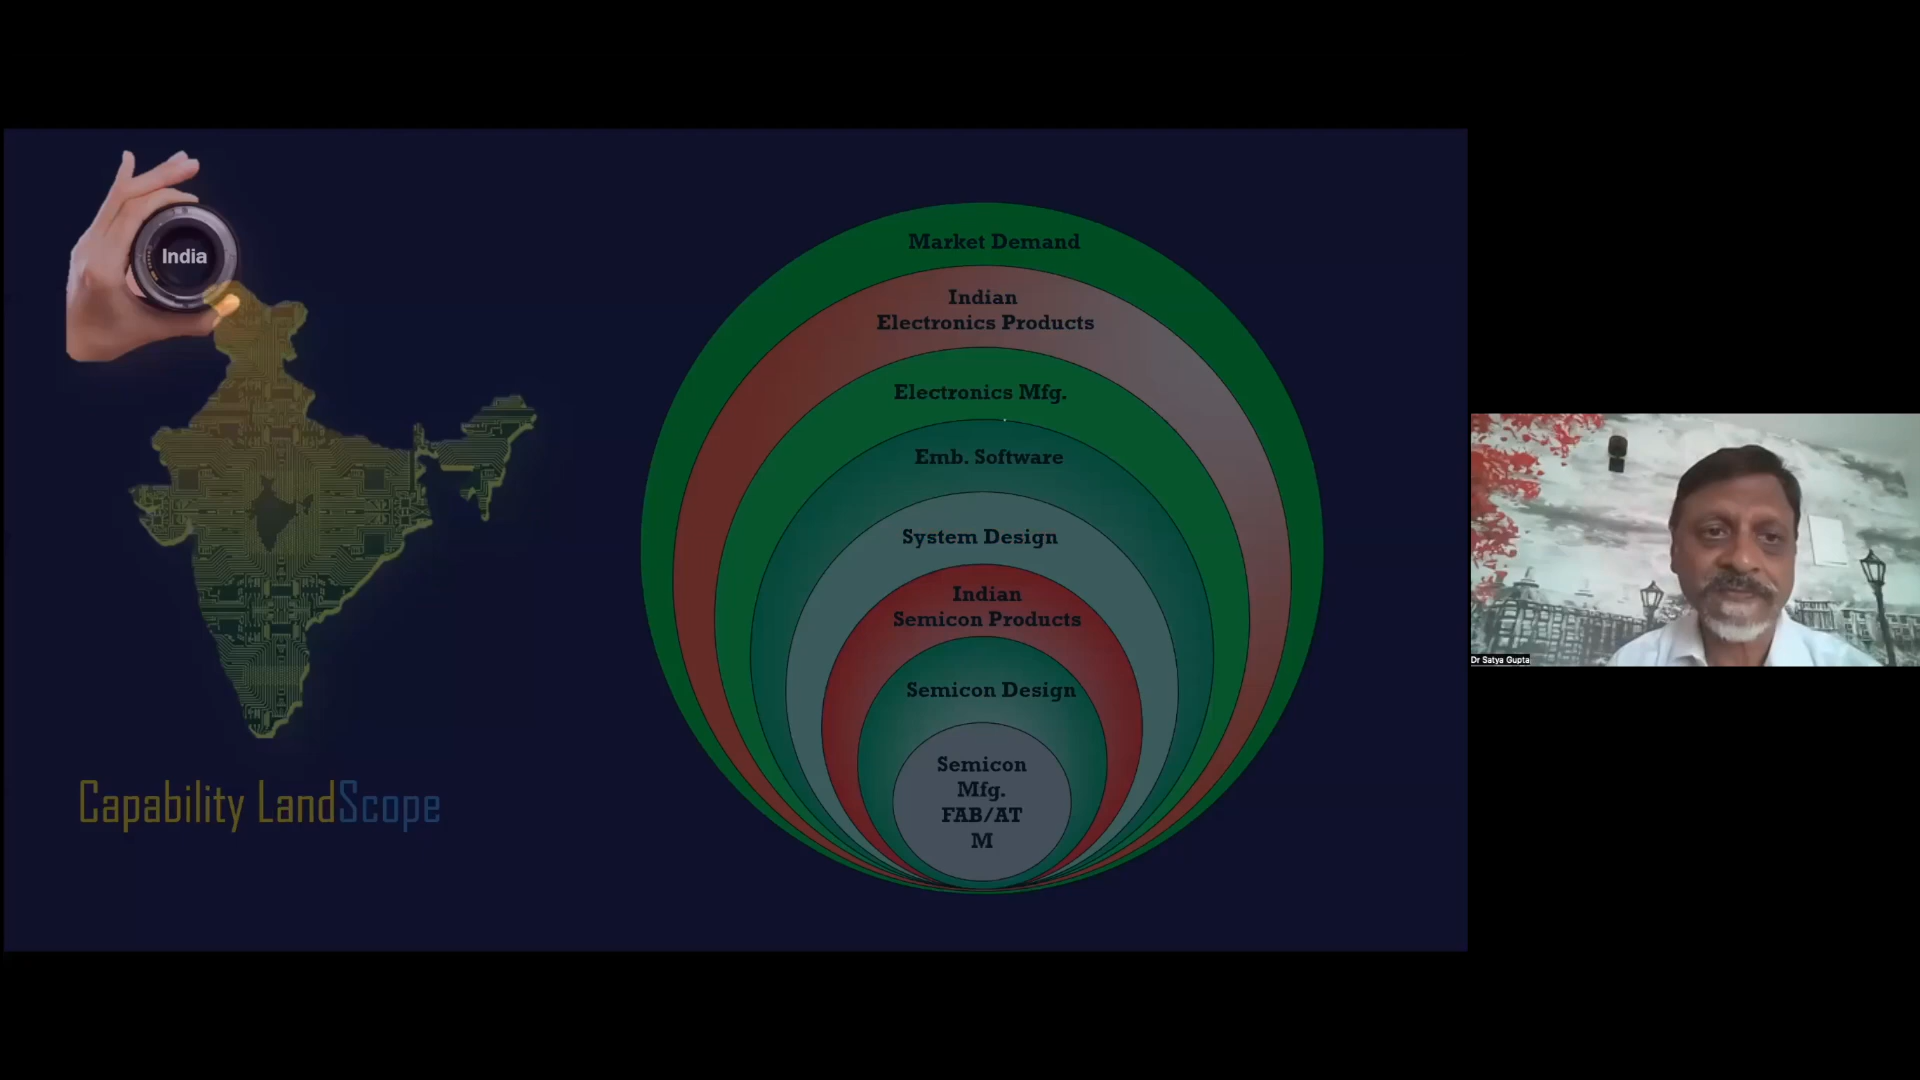 India
Capability LandScope
Market Demand
Indian
Electronics Products
Electronics Mfg.
Emb. Software
System Design
Indian
Semicon Products
Semicon Design
Semicon
Mfg.
FAB/AT
M
Dr Satya Gupta